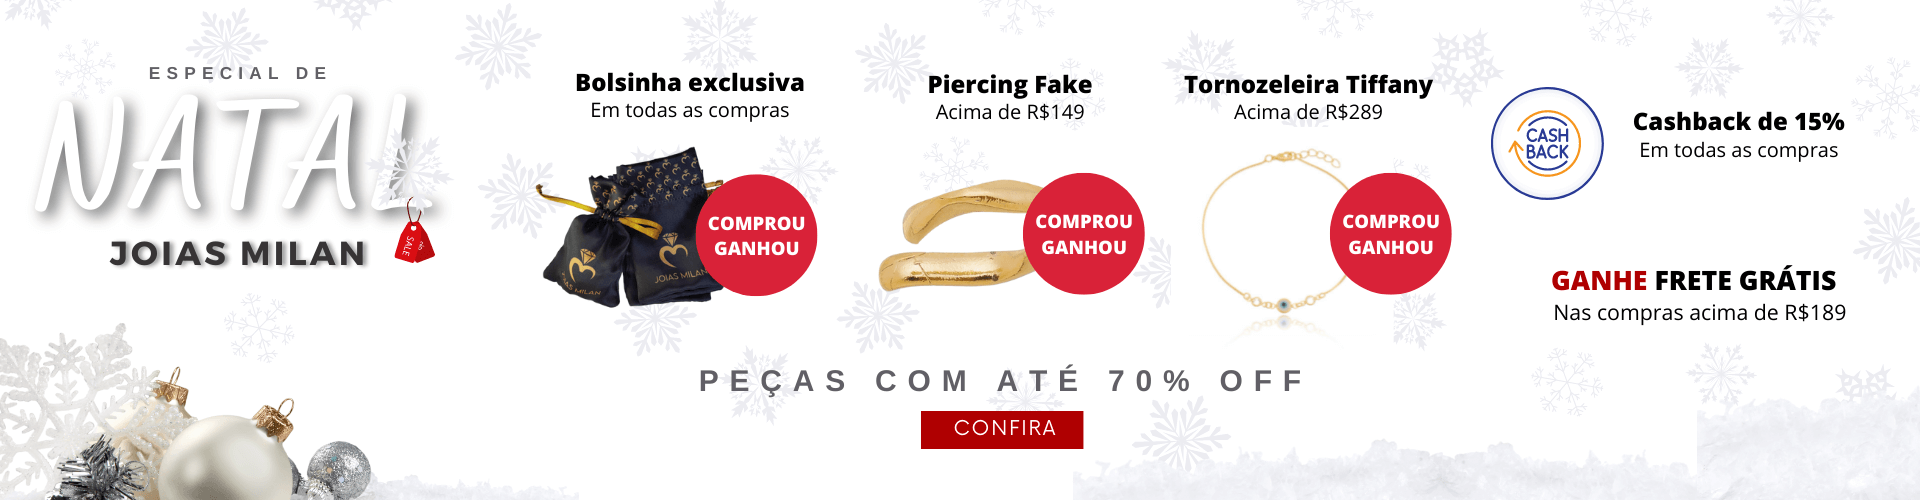 ESPECIAL DE
NATAL
JOIAS MILAN
SALE
Bolsinha exclusiva
Em todas as compras
JOIAS MILAN
COMPROU
GANHOU
Piercing Fake
Acima de R$149
COMPROU
GANHOU
Tornozeleira Tiffany
Acima de R$289
COMPROU
GANHOU
CASH
BACK
Cashback de 15%
Em todas as compras
GANHE FRETE GRÁTIS
Nas compras acima de R$189
PEÇAS COM ATÉ 70% OFF
CONFIRA